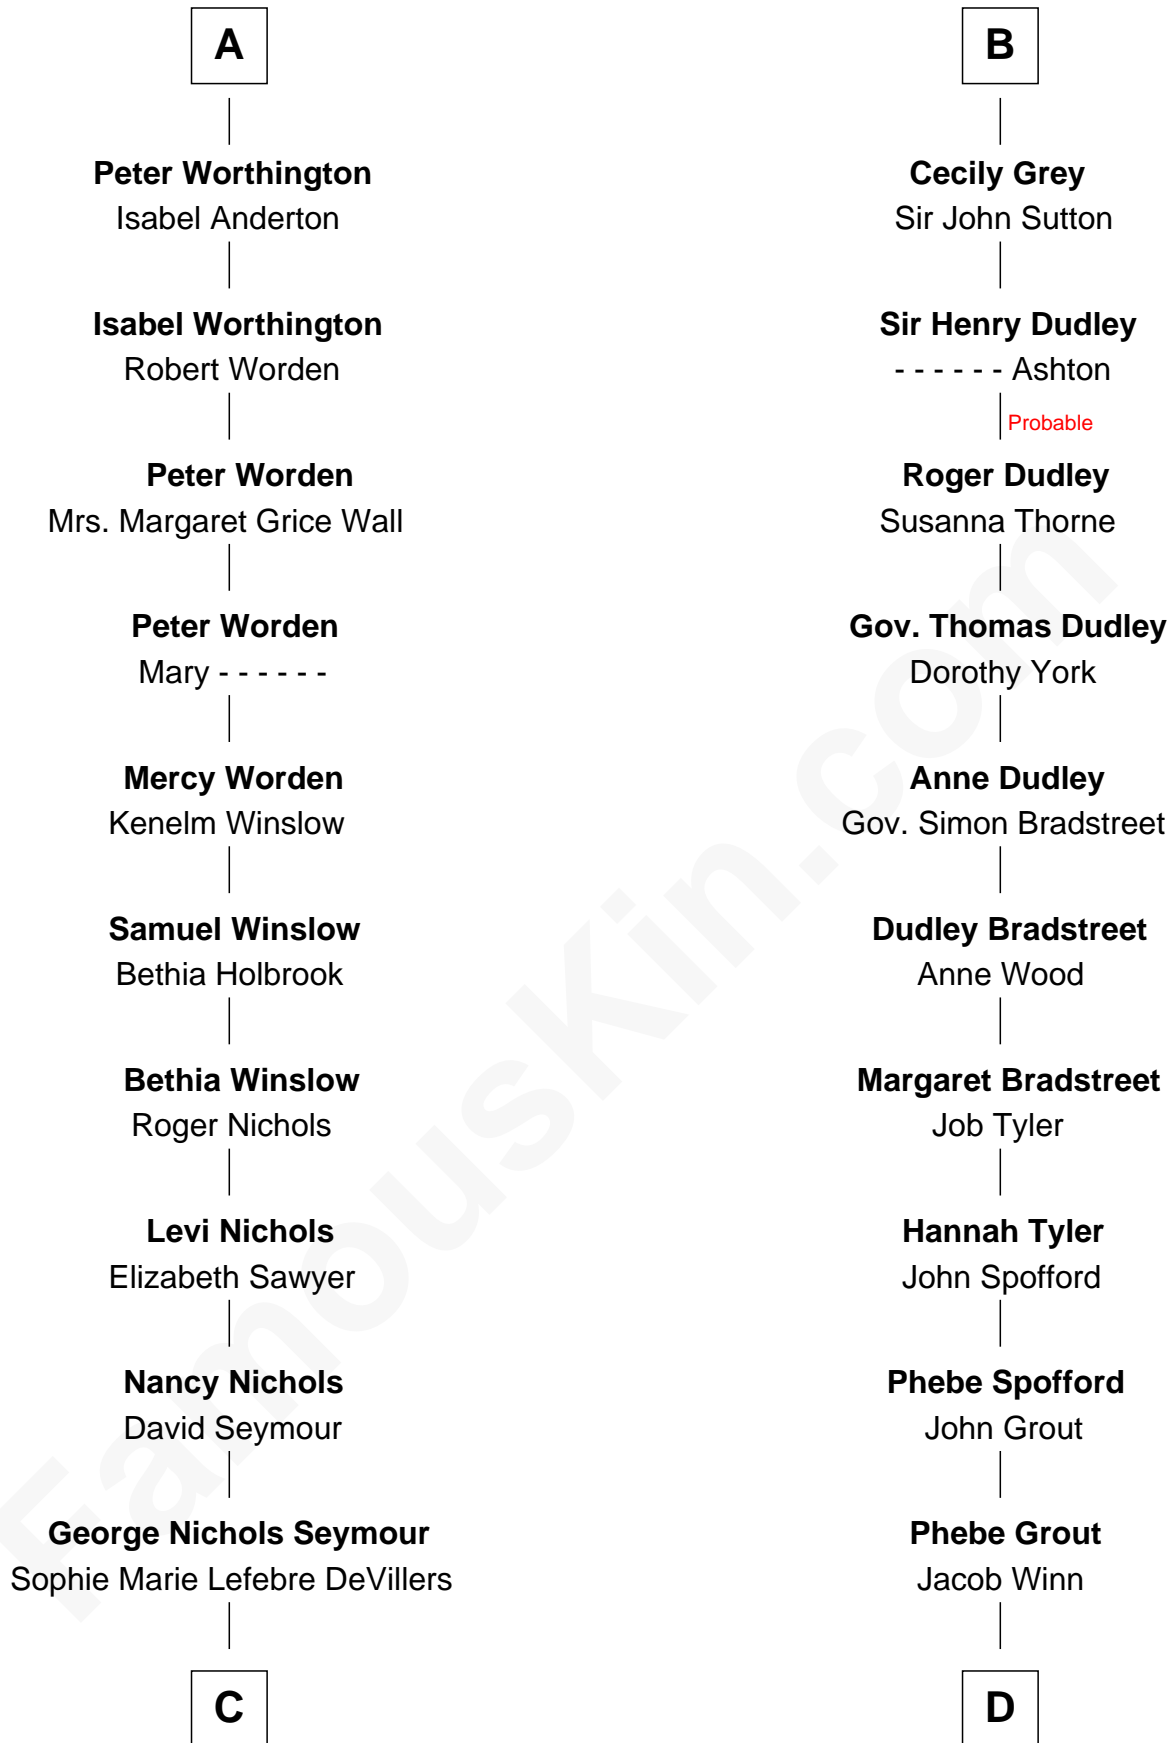 A
Peter Worthington
Isabel Anderton
Isabel Worthington
Robert Worden
Peter Worden
Mrs. Margaret Grice Wall
Peter Worden
Mary - - - - - -
Mercy Worden
Kenelm Winslow
Samuel Winslow
Bethia Holbrook
Bethia Winslow
Roger Nichols
Levi Nichols
Elizabeth Sawyer
Nancy Nichols
David Seymour
George Nichols Seymour
Sophie Marie Lefebre DeVillers
C
B
Cecily Grey
Sir John Sutton
Sir Henry Dudley
- - - - - - Ashton
Probable
Roger Dudley
Susanna Thorne
Gov. Thomas Dudley
Dorothy York
Anne Dudley
Gov. Simon Bradstreet
Dudley Bradstreet
Anne Wood
Margaret Bradstreet
Job Tyler
Hannah Tyler
John Spofford
Phebe Spofford
John Grout
Phebe Grout
Jacob Winn
D
FamousKin.com